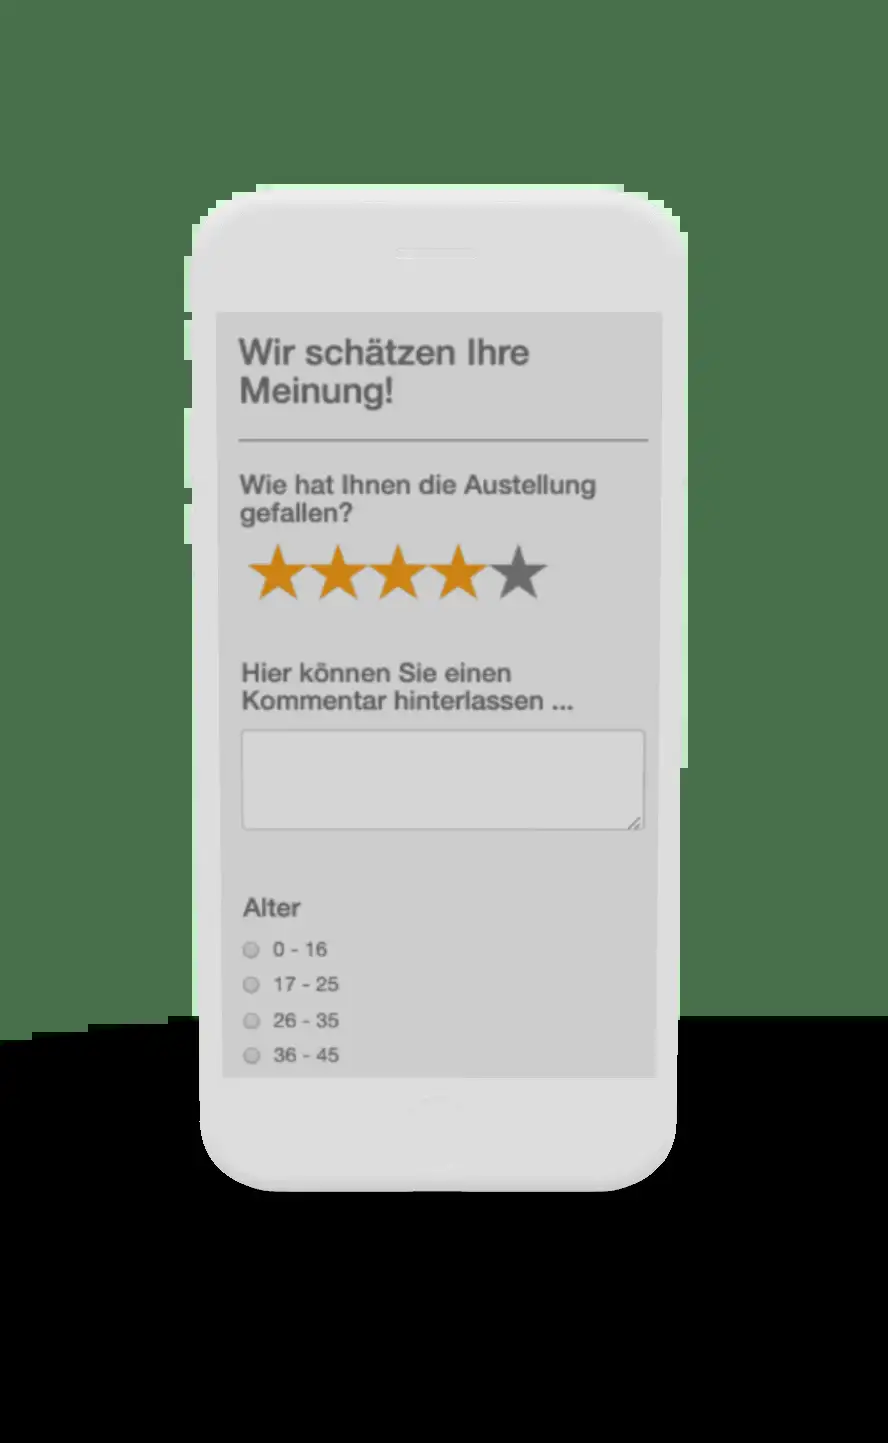 Wir schätzen Ihre
Meinung!
Wie hat Ihnen die Austellung
gefallen?
Hier können Sie einen
Kommentar hinterlassen ...
Alter
0 - 16
17 - 25
26 - 35
36 - 45